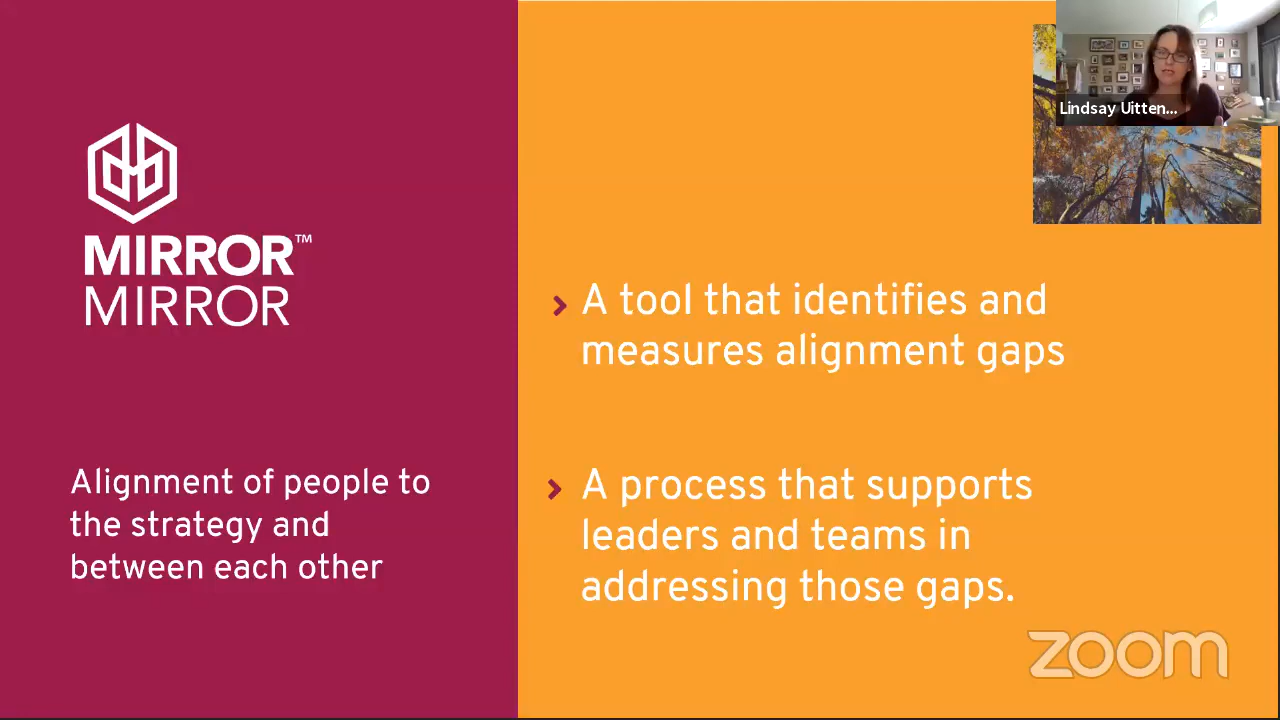 MIRROR™
MIRROR
Alignment of people to
the strategy and
between each other
A tool that identifies and
measures alignment gaps
A process that supports
leaders and teams in
addressing those gaps.
Lindsay Uitten...
zoom